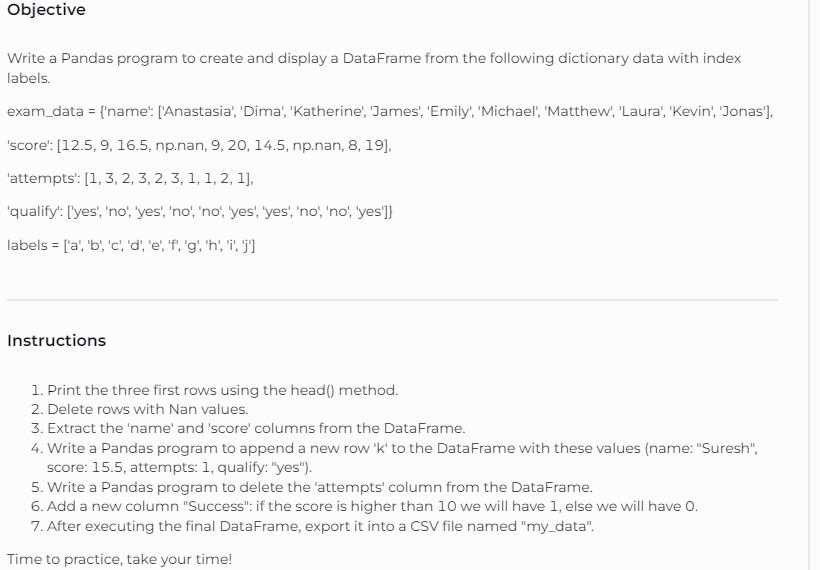 Objective
Write a Pandas program to create and display a DataFrame from the following dictionary data with index
labels.
exam_data = {'name': ['Anastasia', 'Dima', 'Katherine', 'James', 'Emily', 'Michael', 'Matthew', 'Laura', 'Kevin', 'Jonas'],
'score': [12.5, 9, 16.5, np.nan, 9, 20, 14.5, np.nan, 8, 19],
'attempts': [1, 3, 2, 3, 2, 3, 1, 1, 2, 1],
'qualify': ['yes', 'no', 'yes', 'no', 'no', 'yes', 'yes', 'no', 'no', 'yes']}
labels = ['a', 'b', 'c', 'd', 'e', 'f', 'g', 'h', 'i', 'j']
Instructions
1. Print the three first rows using the head() method.
2. Delete rows with Nan values.
3. Extract the 'name' and 'score' columns from the DataFrame.
4. Write a Pandas program to append a new row 'k' to the DataFrame with these values (name: "Suresh",
score: 15.5, attempts: 1, qualify: "yes").
5. Write a Pandas program to delete the 'attempts' column from the DataFrame.
6. Add a new column "Success": if the score is higher than 10 we will have 1, else we will have 0.
7. After executing the final DataFrame, export it into a CSV file named "my_data".
Time to practice, take your time!